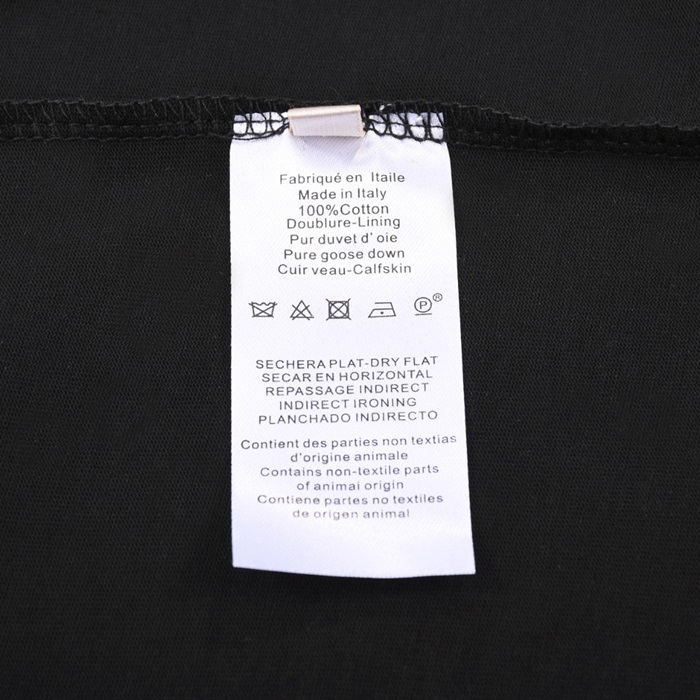 Fabriqué en Itaile
Made in Italy
100%Cotton
Doublure-Lining
Pur duvet d' oie
Pure goose down
Cuir veau-Calfskin
P®
SECHERA PLAT-DRY FLAT
SECAR EN HORIZONTAL
REPASSAGE INDIRECT
INDIRECT IRONING
PLANCHADO INDIRECTO
Contient des parties non textias
d'origine animale
Contains non-textile parts
of animai origin
Contiene partes no textiles
de origen animal